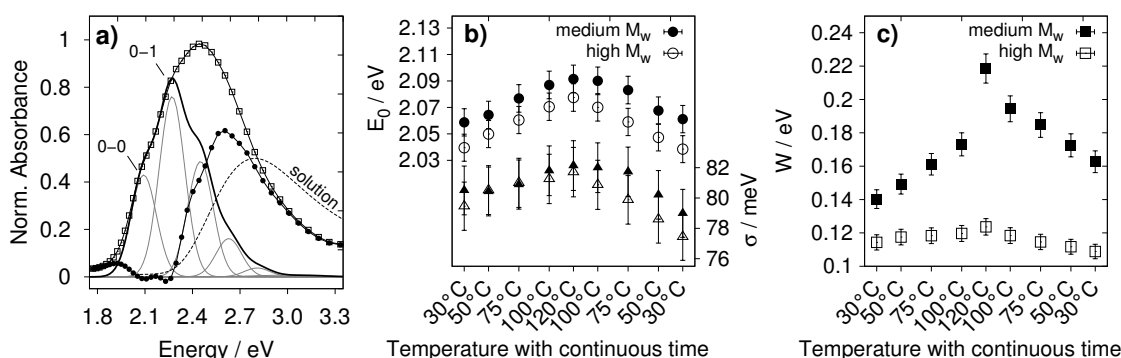 a)
0–1
0–0
solution
Norm. Absorbance
1
0.8
0.6
0.4
0.2
0
1.8 2.1 2.4 2.7 3.0 3.3
Energy / eV
b)
medium M_w
high M_w
E_0 / eV
2.13
2.11
2.09
2.07
2.05
2.03
82
80
78
76
σ / meV
30°C 50°C 75°C 100°C 120°C 100°C 75°C 50°C 30°C
Temperature with continuous time
c)
medium M_w
high M_w
W / eV
0.24
0.22
0.2
0.18
0.16
0.14
0.12
0.1
30°C 50°C 75°C 100°C 120°C 100°C 75°C 50°C 30°C
Temperature with continuous time